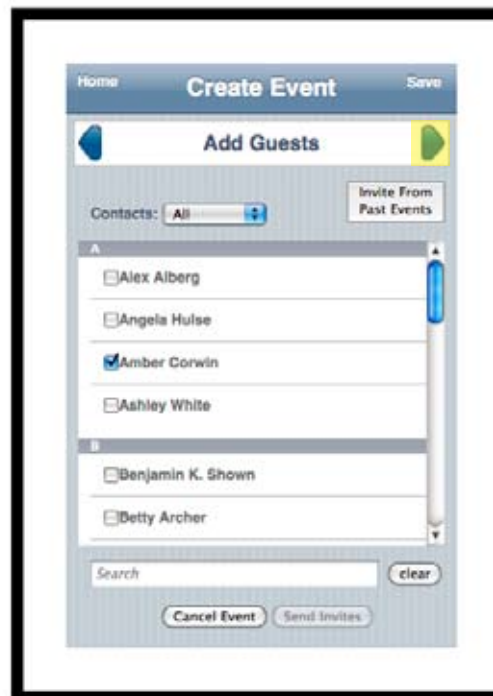 Home Create Event Save
Add Guests
Invite From
Past Events
Contacts: All
A
Alex Alberg
Angela Hulse
Amber Corwin
Ashley White
B
Benjamin K. Shown
Betty Archer
Search clear
Cancel Event Send Invites